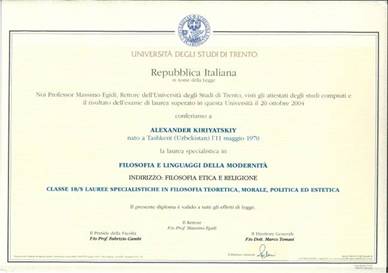 UNIVERSITÀ DEGLI STUDI DI TRENTO
Repubblica Italiana
in nome della Legge
Noi Professor Massimo Egidi, Rettore dell'Università degli Studi di Trento, visti gli attestati degli studi compiuti e
il risultato dell'esame di laurea superato in questa Università il 20 ottobre 2004
conferiamo a
ALEXANDER KIRIYATSKIY
nato a Tashkent (Uzbekistan) l'11 maggio 1970
la laurea specialistica in
FILOSOFIA E LINGUAGGI DELLA MODERNITÀ
INDIRIZZO: FILOSOFIA ETICA E RELIGIONE
CLASSE 18/S LAUREE SPECIALISTICHE IN FILOSOFIA TEORETICA, MORALE, POLITICA ED ESTETICA
Il presente diploma è valido a tutti gli effetti di legge.
Il Preside della Facoltà
F/to Prof. Fabrizio Cambi
Il Rettore
F/to Prof. Massimo Egidi
Il Direttore Generale
F/to Dott. Marco Tomasi